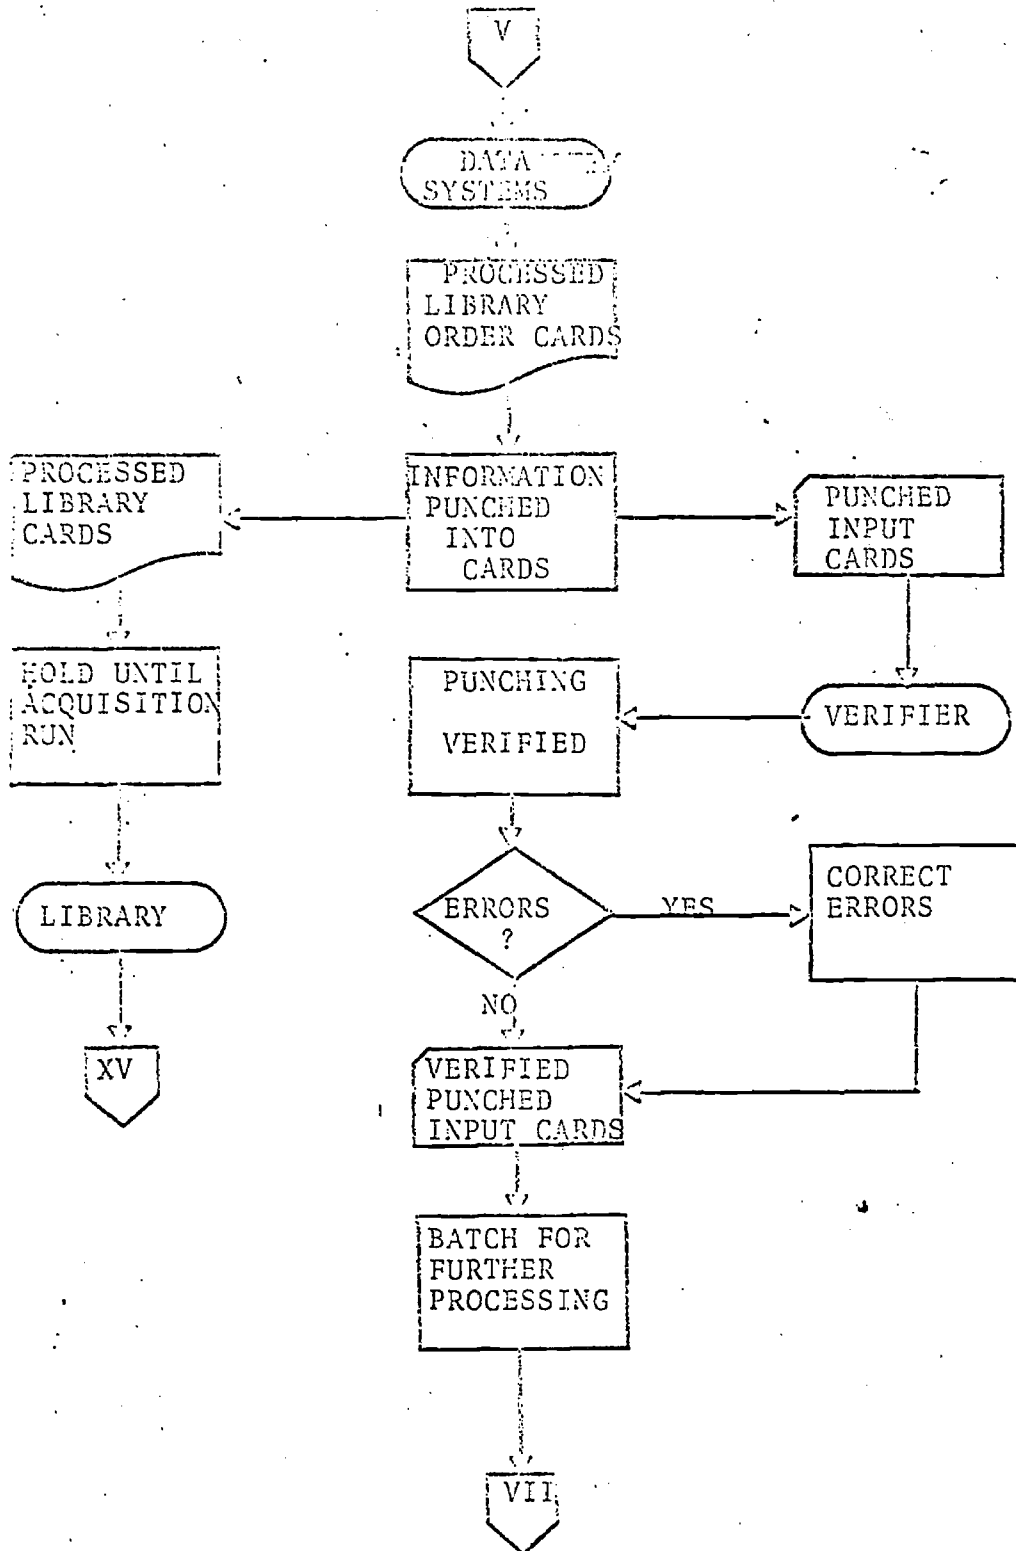 V
DATA
SYSTEMS
PROCESSED
LIBRARY
ORDER CARDS
INFORMATION
PUNCHED
INTO
CARDS
PROCESSED
LIBRARY
CARDS
PUNCHED
INPUT
CARDS
HOLD UNTIL
ACQUISITION
RUN
PUNCHING
VERIFIED
VERIFIER
LIBRARY
ERRORS
?
YES
CORRECT
ERRORS
NO
XV
VERIFIED
PUNCHED
INPUT CARDS
BATCH FOR
FURTHER
PROCESSING
VII